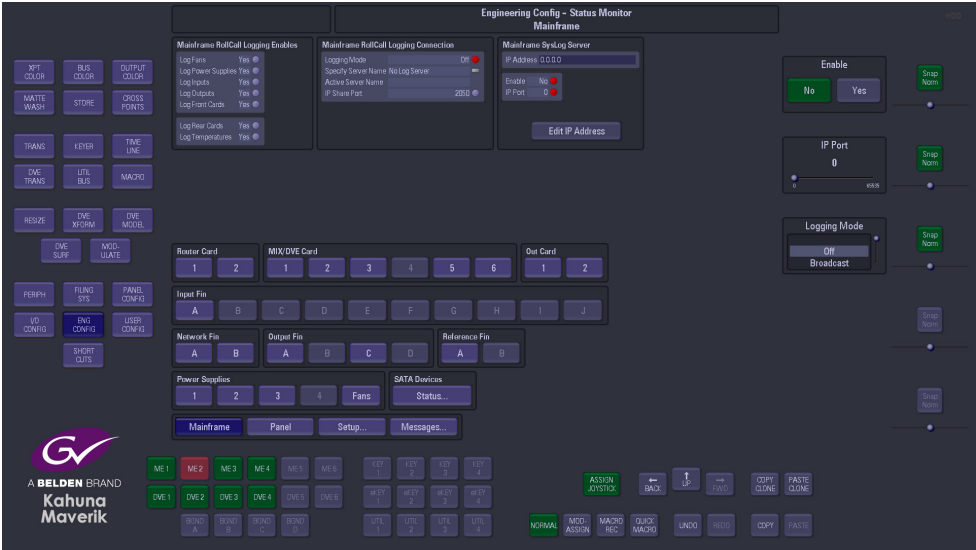 Engineering Config - Status Monitor
Mainframe
XPT COLOR
BUS COLOR
OUTPUT COLOR
MATTE WASH
STORE
CROSS POINTS
TRANS
KEYER
TIME LINE
DVE TRANS
UTIL BUS
MACRO
RESIZE
DVE XFORM
DVE MODEL
DVE SURF
MOD- ULATE
PERIPH
FILING SYS
PANEL CONFIG
I/O CONFIG
ENG CONFIG
USER CONFIG
SHORT CUTS
Mainframe RollCall Logging Enables
Log Fans Yes
Log Power Supplies Yes
Log Inputs Yes
Log Outputs Yes
Log Front Cards Yes
Log Rear Cards Yes
Log Temperatures Yes
Mainframe RollCall Logging Connection
Logging Mode Off
Specify Server Name No Log Server
Active Server Name
IP Share Port 2050
Mainframe SysLog Server
IP Address 0.0.0.0
Enable No
IP Port 0
Edit IP Address
Enable
No Yes
Snap Norm
IP Port
0
0 65535
Snap Norm
Logging Mode
Off
Broadcast
Snap Norm
Snap Norm
Snap Norm
Router Card
1 2
MIX/DVE Card
1 2 3 4 5 6
Out Card
1 2
Input Fin
A B C D E F G H I J
Network Fin
A B
Output Fin
A B C D
Reference Fin
A B
Power Supplies
1 2 3 4 Fans
SATA Devices
Status...
Mainframe Panel Setup... Messages...
GV
A BELDEN BRAND
Kahuna
Maverik
ME 1 ME 2 ME 3 ME 4 ME 5 ME 6
DVE 1 DVE 2 DVE 3 DVE 4 DVE 5 DVE 6
BGND A BGND B BGND C BGND D
KEY 1 KEY 2 KEY 3 KEY 4
øKEY 1 øKEY 2 øKEY 3 øKEY 4
UTIL 1 UTIL 2 UTIL 3 UTIL 4
ASSIGN JOYSTICK
← BACK
↑ UP
→ FWD
COPY CLONE
PASTE CLONE
NORMAL
MOD- ASSIGN
MACRO REC
QUICK MACRO
UNDO
REDO
COPY
PASTE